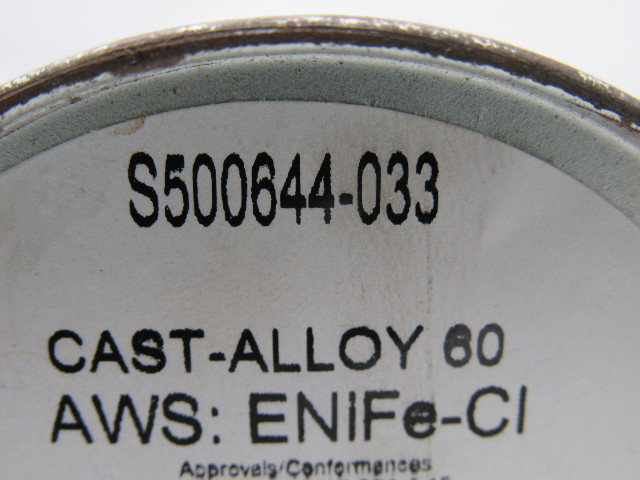 S500644-033
CAST-ALLOY 60
AWS: ENiFe-CI
Approvals/Conformances